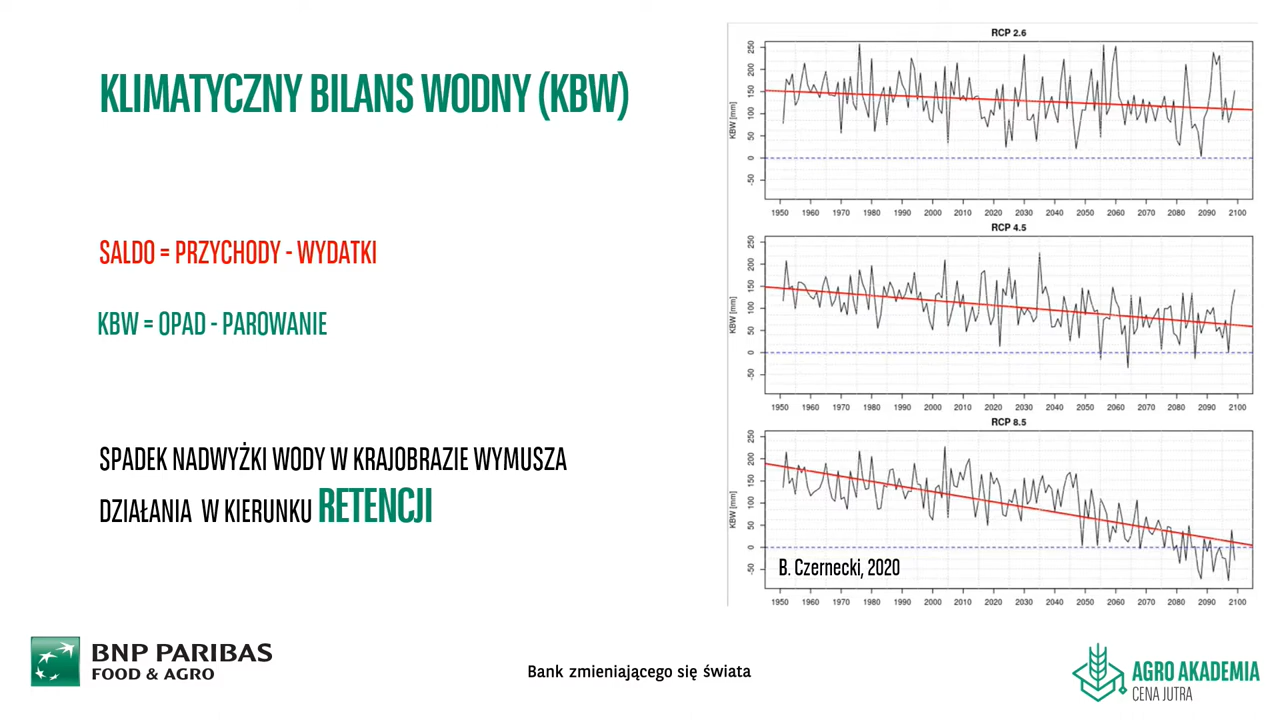 KLIMATYCZNY BILANS WODNY (KBW)
SALDO = PRZYCHODY - WYDATKI
KBW = OPAD - PAROWANIE
SPADEK NADWYŻKI WODY W KRAJOBRAZIE WYMUSZA
DZIAŁANIA W KIERUNKU RETENCJI
RCP 2.6
KBW [mm]
250
200
150
100
50
0
-50
1950 1960 1970 1980 1990 2000 2010 2020 2030 2040 2050 2060 2070 2080 2090 2100
RCP 4.5
KBW [mm]
250
200
150
100
50
0
-50
1950 1960 1970 1980 1990 2000 2010 2020 2030 2040 2050 2060 2070 2080 2090 2100
RCP 8.5
KBW [mm]
250
200
150
100
50
0
-50
B. Czernecki, 2020
1950 1960 1970 1980 1990 2000 2010 2020 2030 2040 2050 2060 2070 2080 2090 2100
BNP PARIBAS
FOOD & AGRO
Bank zmieniającego się świata
AGRO AKADEMIA
CENA JUTRA